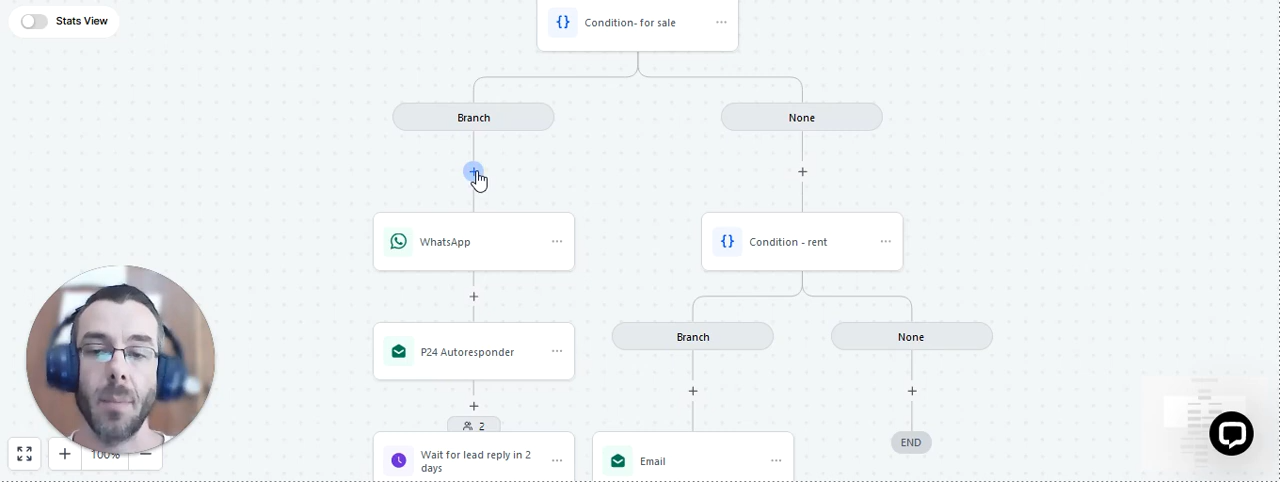 Stats View
Condition- for sale
Branch
None
WhatsApp
Condition - rent
P24 Autoresponder
Branch
None
2
Wait for lead reply in 2
days
Email
END
100%